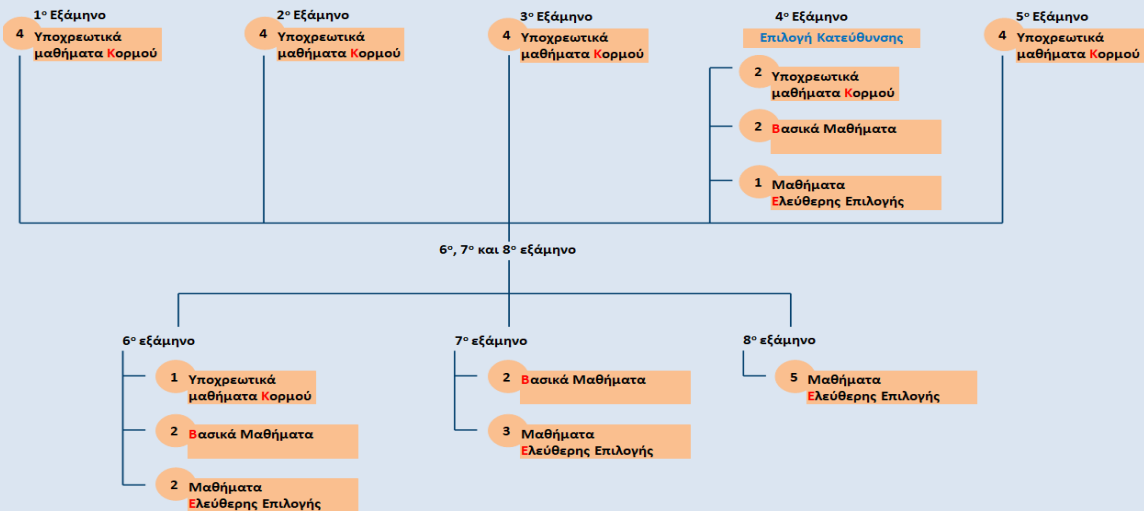 1ο Εξάμηνο
4 Υποχρεωτικά
μαθήματα Κορμού
2ο Εξάμηνο
4 Υποχρεωτικά
μαθήματα Κορμού
3ο Εξάμηνο
4 Υποχρεωτικά
μαθήματα Κορμού
4ο Εξάμηνο
Επιλογή Κατεύθυνσης
2 Υποχρεωτικά
μαθήματα Κορμού
2 Βασικά Μαθήματα
1 Μαθήματα
Ελεύθερης Επιλογής
5ο Εξάμηνο
4 Υποχρεωτικά
μαθήματα Κορμού
6ο, 7ο και 8ο εξάμηνο
6ο εξάμηνο
1 Υποχρεωτικά
μαθήματα Κορμού
2 Βασικά Μαθήματα
2 Μαθήματα
Ελεύθερης Επιλογής
7ο εξάμηνο
2 Βασικά Μαθήματα
3 Μαθήματα
Ελεύθερης Επιλογής
8ο εξάμηνο
5 Μαθήματα
Ελεύθερης Επιλογής